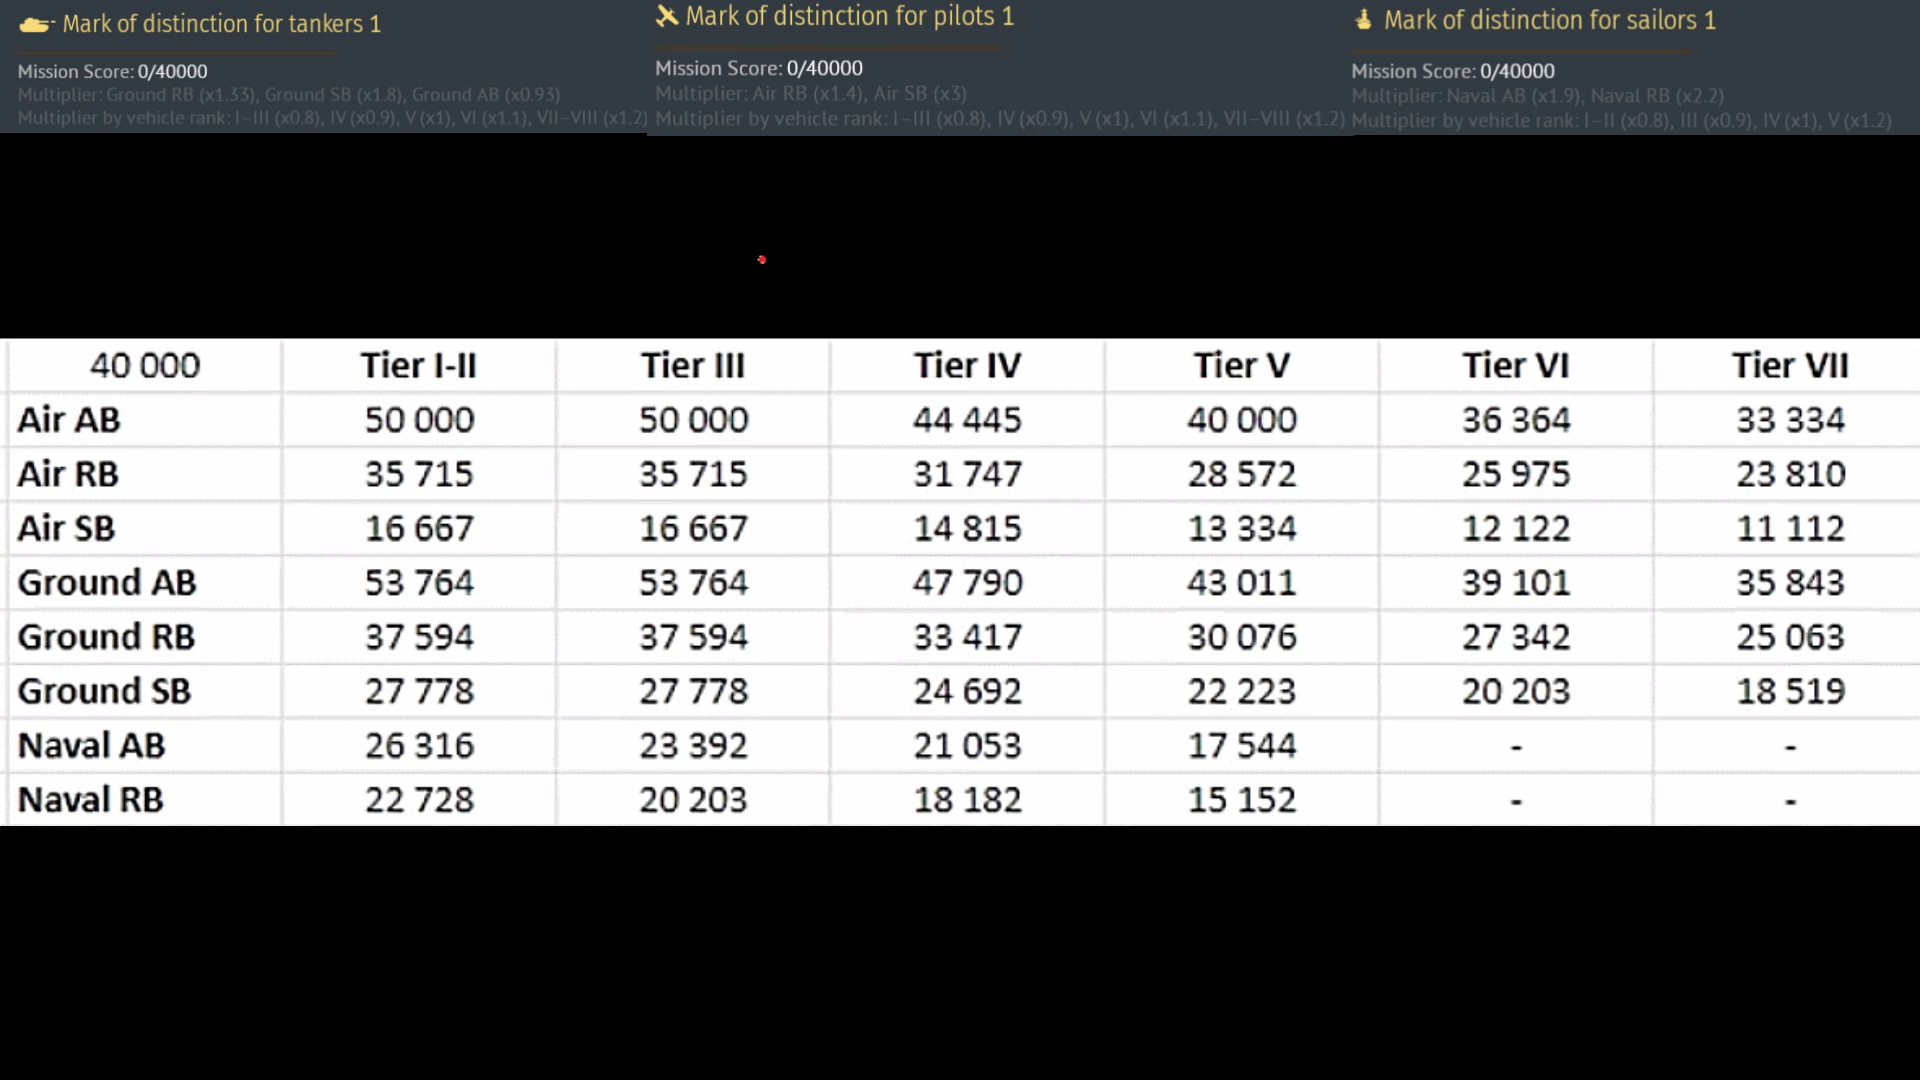 Mark of distinction for tankers 1
Mission Score: 0/40000
Multiplier: Ground RB (x1.33), Ground SB (x1.8), Ground AB (x0.93)
Multiplier by vehicle rank: I–III (x0.8), IV (x0.9), V (x1), VI (x1.1), VII–VIII (x1.2)
Mark of distinction for pilots 1
Mission Score: 0/40000
Multiplier: Air RB (x1.4), Air SB (x3)
Multiplier by vehicle rank: I–III (x0.8), IV (x0.9), V (x1), VI (x1.1), VII–VIII (x1.2)
Mark of distinction for sailors 1
Mission Score: 0/40000
Multiplier: Naval AB (x1.9), Naval RB (x2.2)
Multiplier by vehicle rank: I–II (x0.8), III (x0.9), IV (x1), V (x1.2)
40 000 Tier I-II Tier III Tier IV Tier V Tier VI Tier VII
Air AB 50 000 50 000 44 445 40 000 36 364 33 334
Air RB 35 715 35 715 31 747 28 572 25 975 23 810
Air SB 16 667 16 667 14 815 13 334 12 122 11 112
Ground AB 53 764 53 764 47 790 43 011 39 101 35 843
Ground RB 37 594 37 594 33 417 30 076 27 342 25 063
Ground SB 27 778 27 778 24 692 22 223 20 203 18 519
Naval AB 26 316 23 392 21 053 17 544 - -
Naval RB 22 728 20 203 18 182 15 152 - -